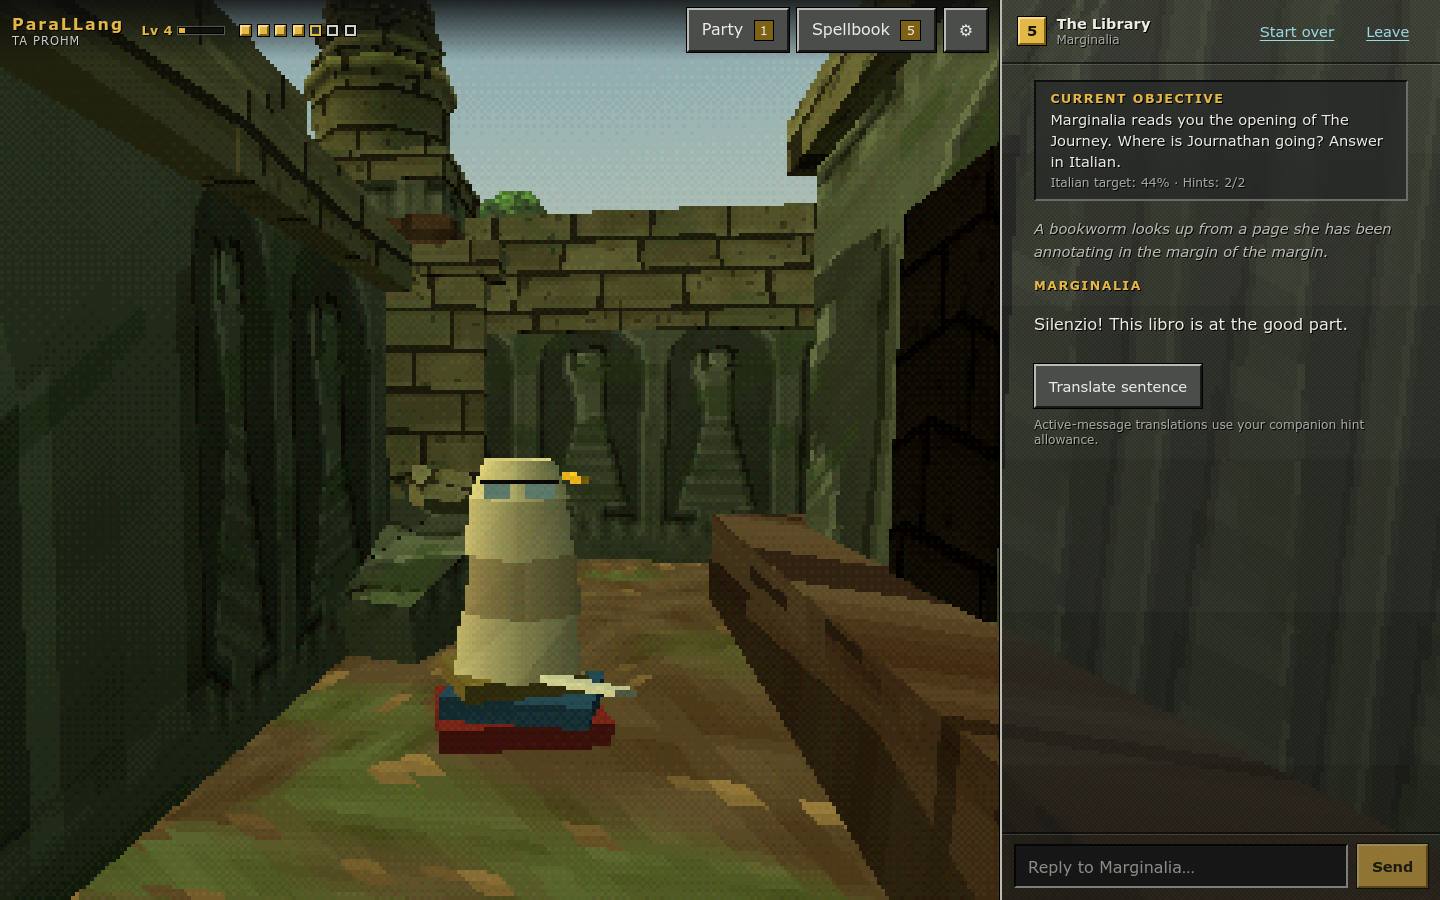 ParaLLang
TA PROHM
Lv 4
Party 1
Spellbook 5
5
The Library
Marginalia
Start over
Leave
CURRENT OBJECTIVE
Marginalia reads you the opening of The
Journey. Where is Journathan going? Answer
in Italian.
Italian target: 44% · Hints: 2/2
A bookworm looks up from a page she has been
annotating in the margin of the margin.
MARGINALIA
Silenzio! This libro is at the good part.
Translate sentence
Active-message translations use your companion hint
allowance.
Reply to Marginalia…
Send